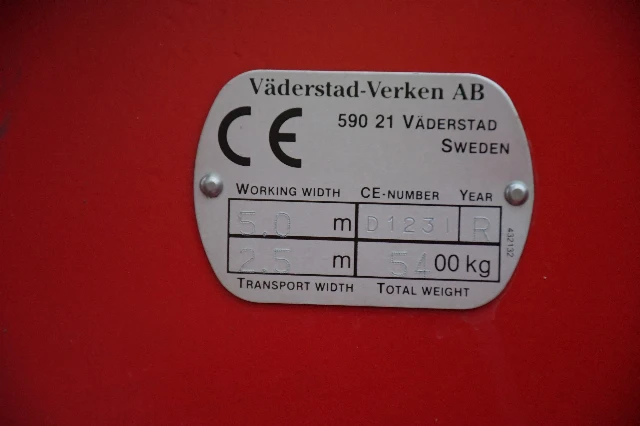 Väderstad-Verken AB
CE
590 21 VÄDERSTAD
SWEDEN
WORKING WIDTH CE-NUMBER YEAR
5.0 m D1231 R
2.5 m 5400 kg
TRANSPORT WIDTH TOTAL WEIGHT
432132